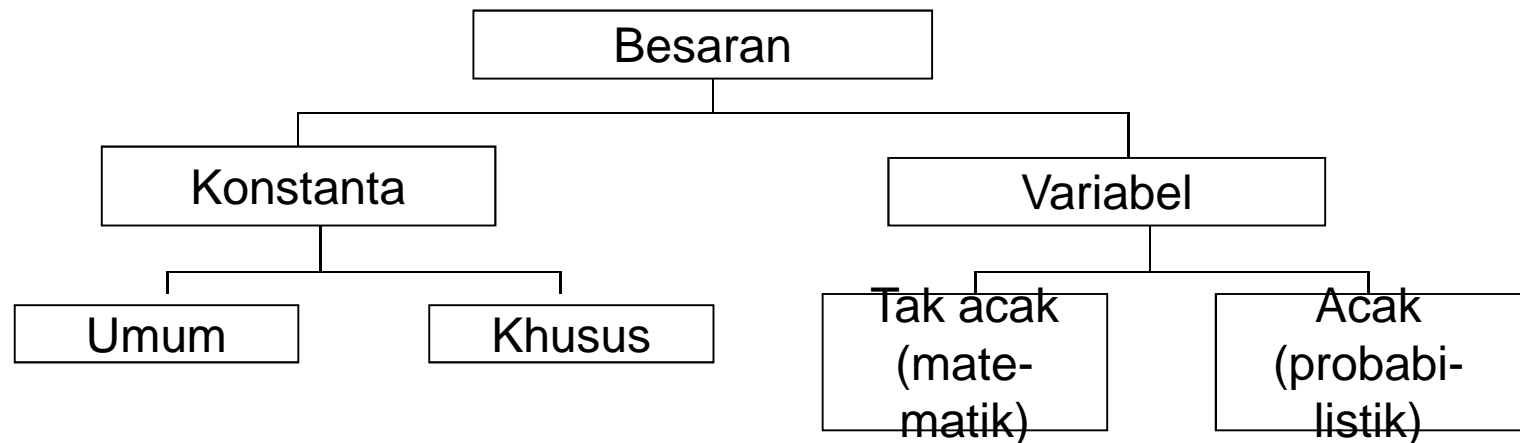 Besaran
Konstanta
Variabel
Umum
Khusus
Tak acak
(mate-
matik)
Acak
(probabi-
listik)